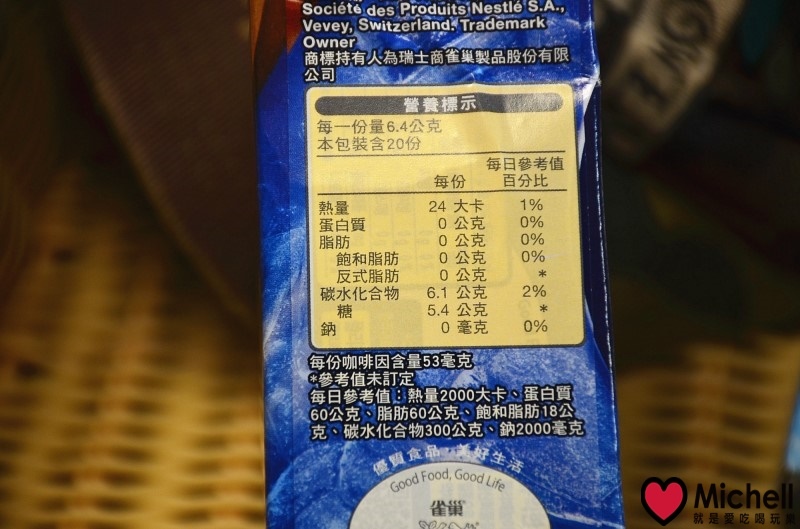 Société des Produits Nestlé S.A.,
Vevey, Switzerland. Trademark
Owner
商標持有人為瑞士商雀巢製品股份有限
公司
營養標示
每一份量6.4公克
本包裝含20份
每日參考值
每份 百分比
熱量 24 大卡 1%
蛋白質 0 公克 0%
脂肪 0 公克 0%
飽和脂肪 0 公克 0%
反式脂肪 0 公克 *
碳水化合物 6.1 公克 2%
糖 5.4 公克 *
鈉 0 毫克 0%
每份咖啡因含量53毫克
*參考值未訂定
每日參考值：熱量2000大卡、蛋白質
60公克、脂肪60公克、飽和脂肪18公
克、碳水化合物300公克、鈉2000毫克
優質食品，美好生活
Good Food, Good Life
雀巢
Michell
就是愛吃喝玩樂